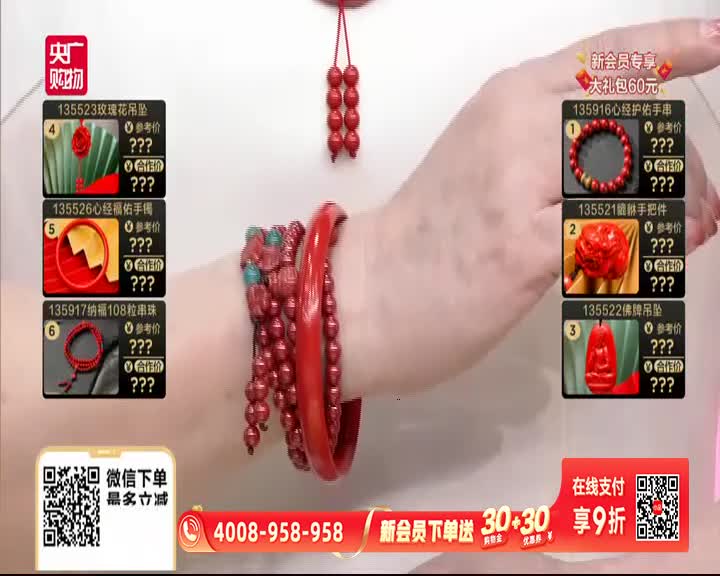 央广
购物
新会员专享
大礼包60元
135523玫瑰花吊坠
4
¥参考价
???
¥合作价
???
135526心经福佑手镯
5
¥参考价
???
¥合作价
???
135917纳福108粒串珠
6
¥参考价
???
¥合作价
???
135916心经护佑手串
1
¥参考价
???
¥合作价
???
135521貔貅手把件
2
¥参考价
???
¥合作价
???
135522佛牌吊坠
3
¥参考价
???
¥合作价
???
微信下单
最多立减
4008-958-958
新会员下单送
30+30
购物金
优惠券
¥
在线支付
享9折